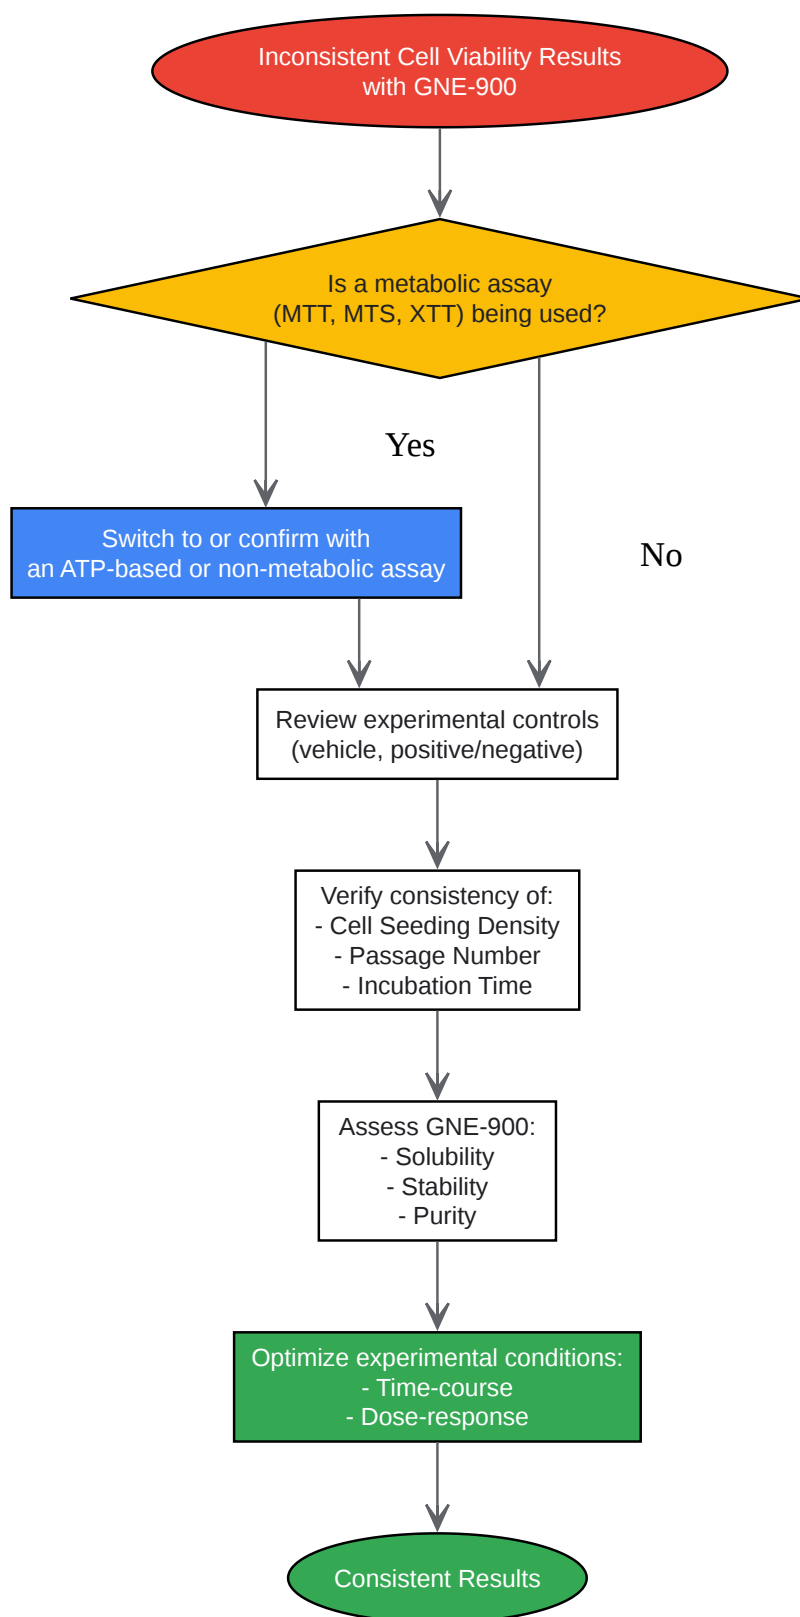 Inconsistent Cell Viability Results
with GNE-900
Is a metabolic assay
(MTT, MTS, XTT) being used?
Yes
Switch to or confirm with
an ATP-based or non-metabolic assay
No
Review experimental controls
(vehicle, positive/negative)
Verify consistency of:
- Cell Seeding Density
- Passage Number
- Incubation Time
Assess GNE-900:
- Solubility
- Stability
- Purity
Optimize experimental conditions:
- Time-course
- Dose-response
Consistent Results